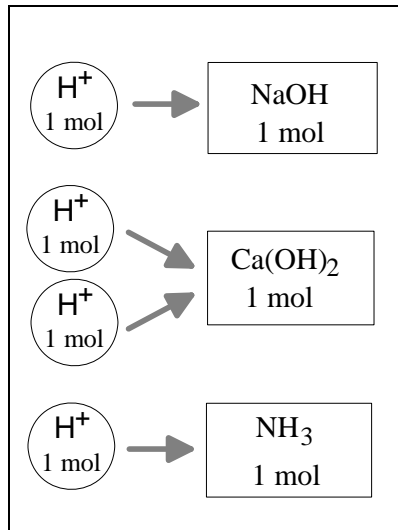 H⁺
1 mol
NaOH
1 mol
H⁺
1 mol
H⁺
1 mol
Ca(OH)₂
1 mol
H⁺
1 mol
NH₃
1 mol